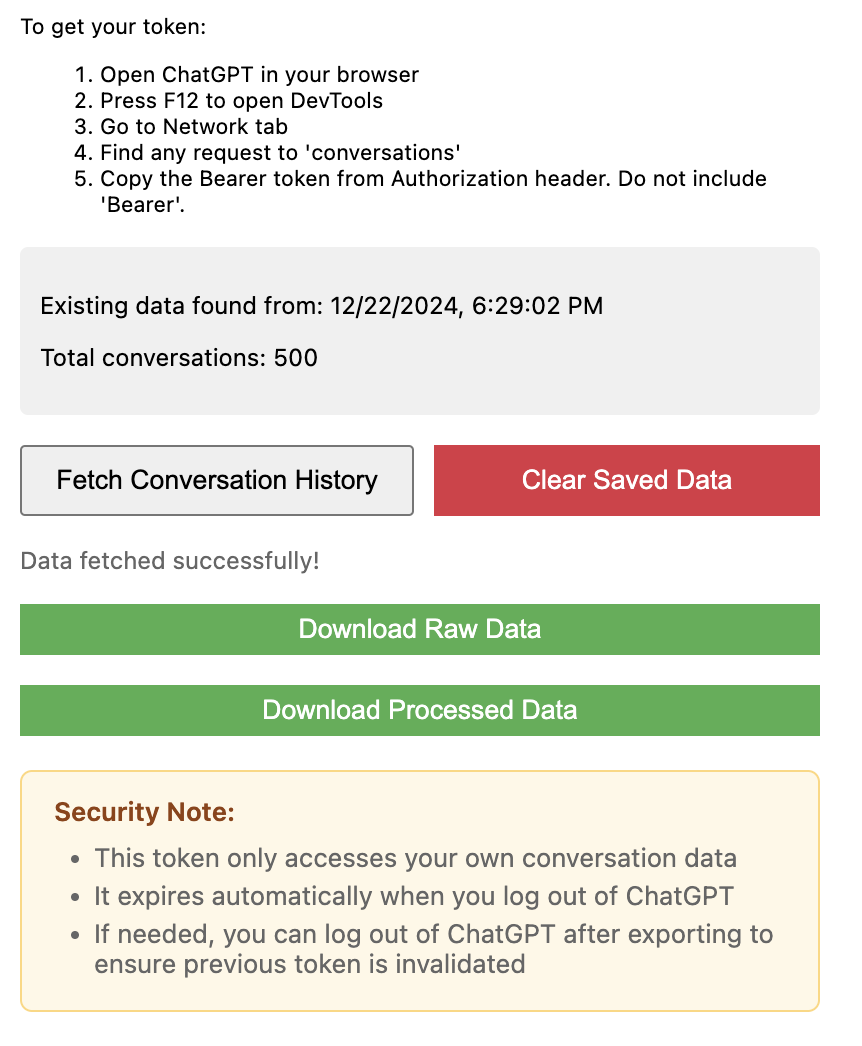 To get your token:
1. Open ChatGPT in your browser
2. Press F12 to open DevTools
3. Go to Network tab
4. Find any request to 'conversations'
5. Copy the Bearer token from Authorization header. Do not include
'Bearer'.
Existing data found from: 12/22/2024, 6:29:02 PM
Total conversations: 500
Fetch Conversation History
Clear Saved Data
Data fetched successfully!
Download Raw Data
Download Processed Data
Security Note:
• This token only accesses your own conversation data
• It expires automatically when you log out of ChatGPT
• If needed, you can log out of ChatGPT after exporting to
ensure previous token is invalidated